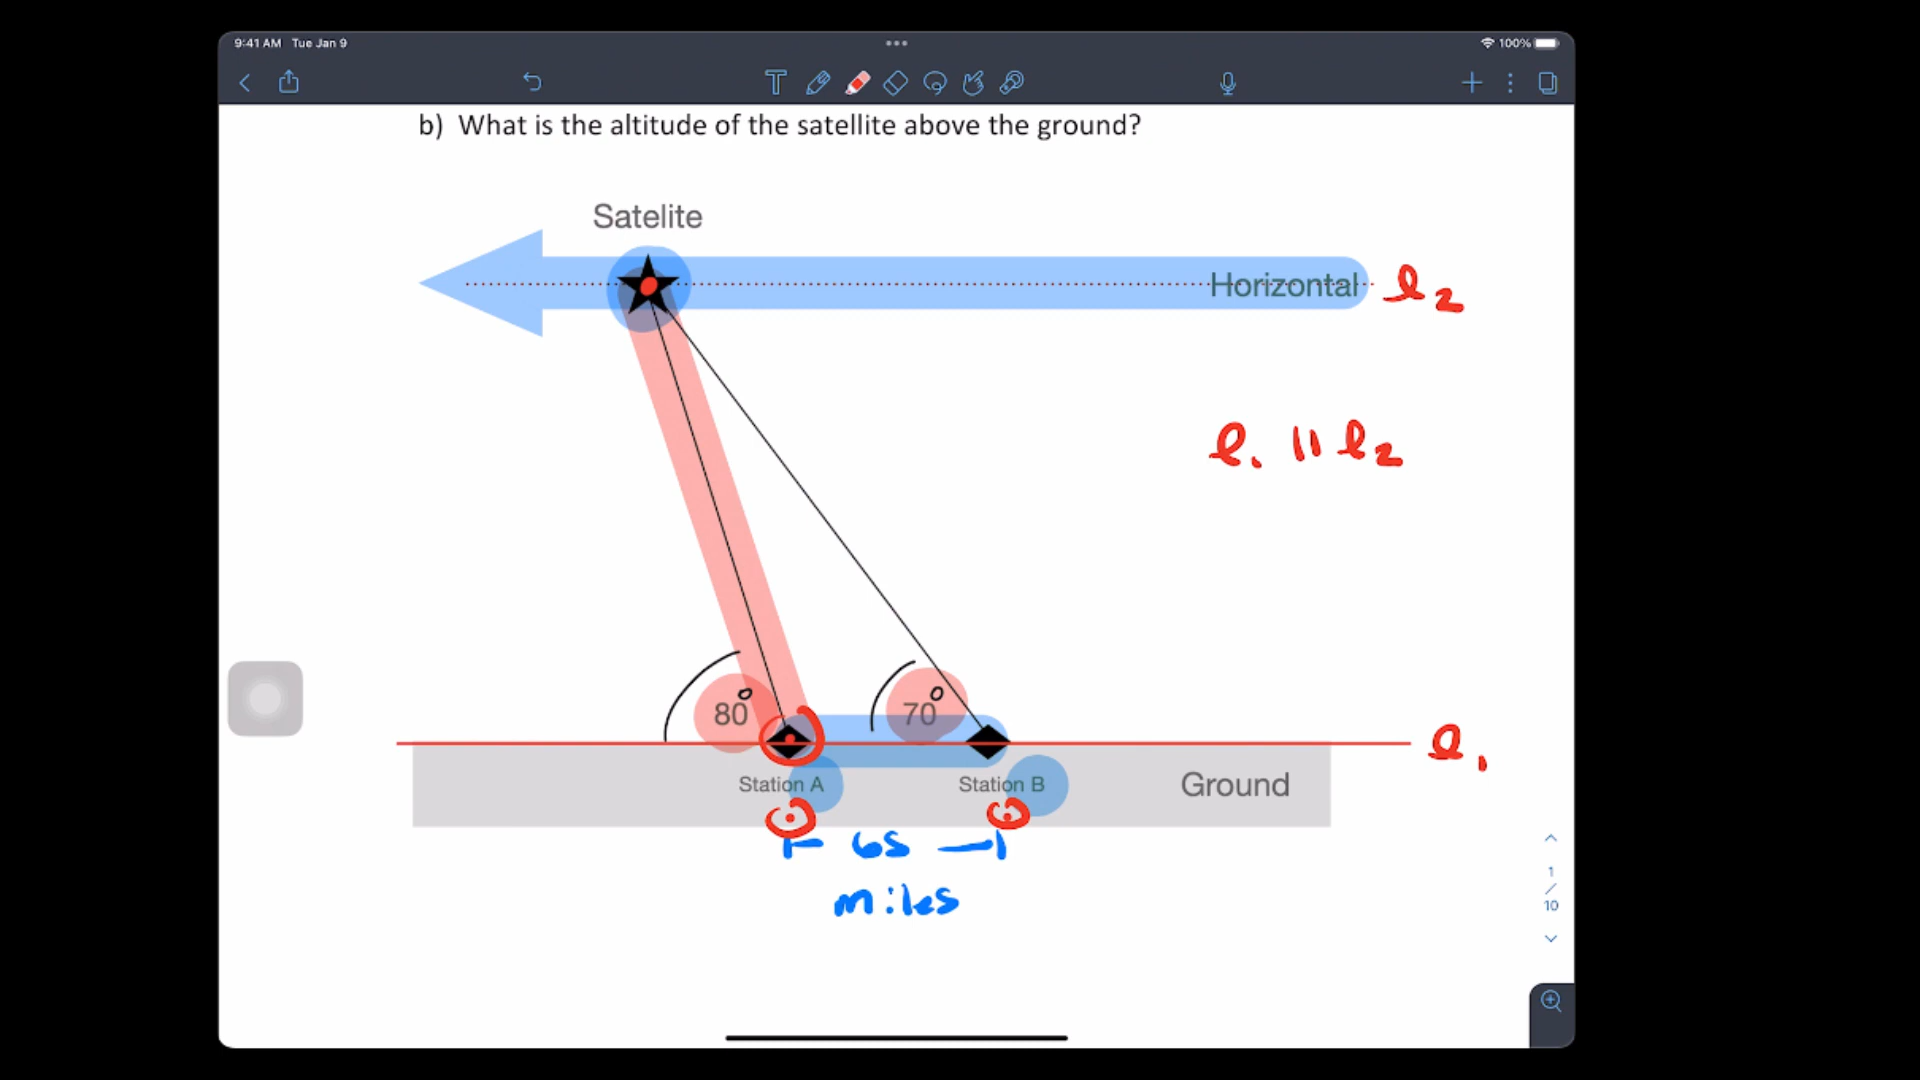 9:41 AM Tue Jan 9
100%
b) What is the altitude of the satellite above the ground?
Satelite
Horizontal
l₂
l₁ || l₂
80°
70°
l₁
Station A
Station B
Ground
65
miles
1
/
10